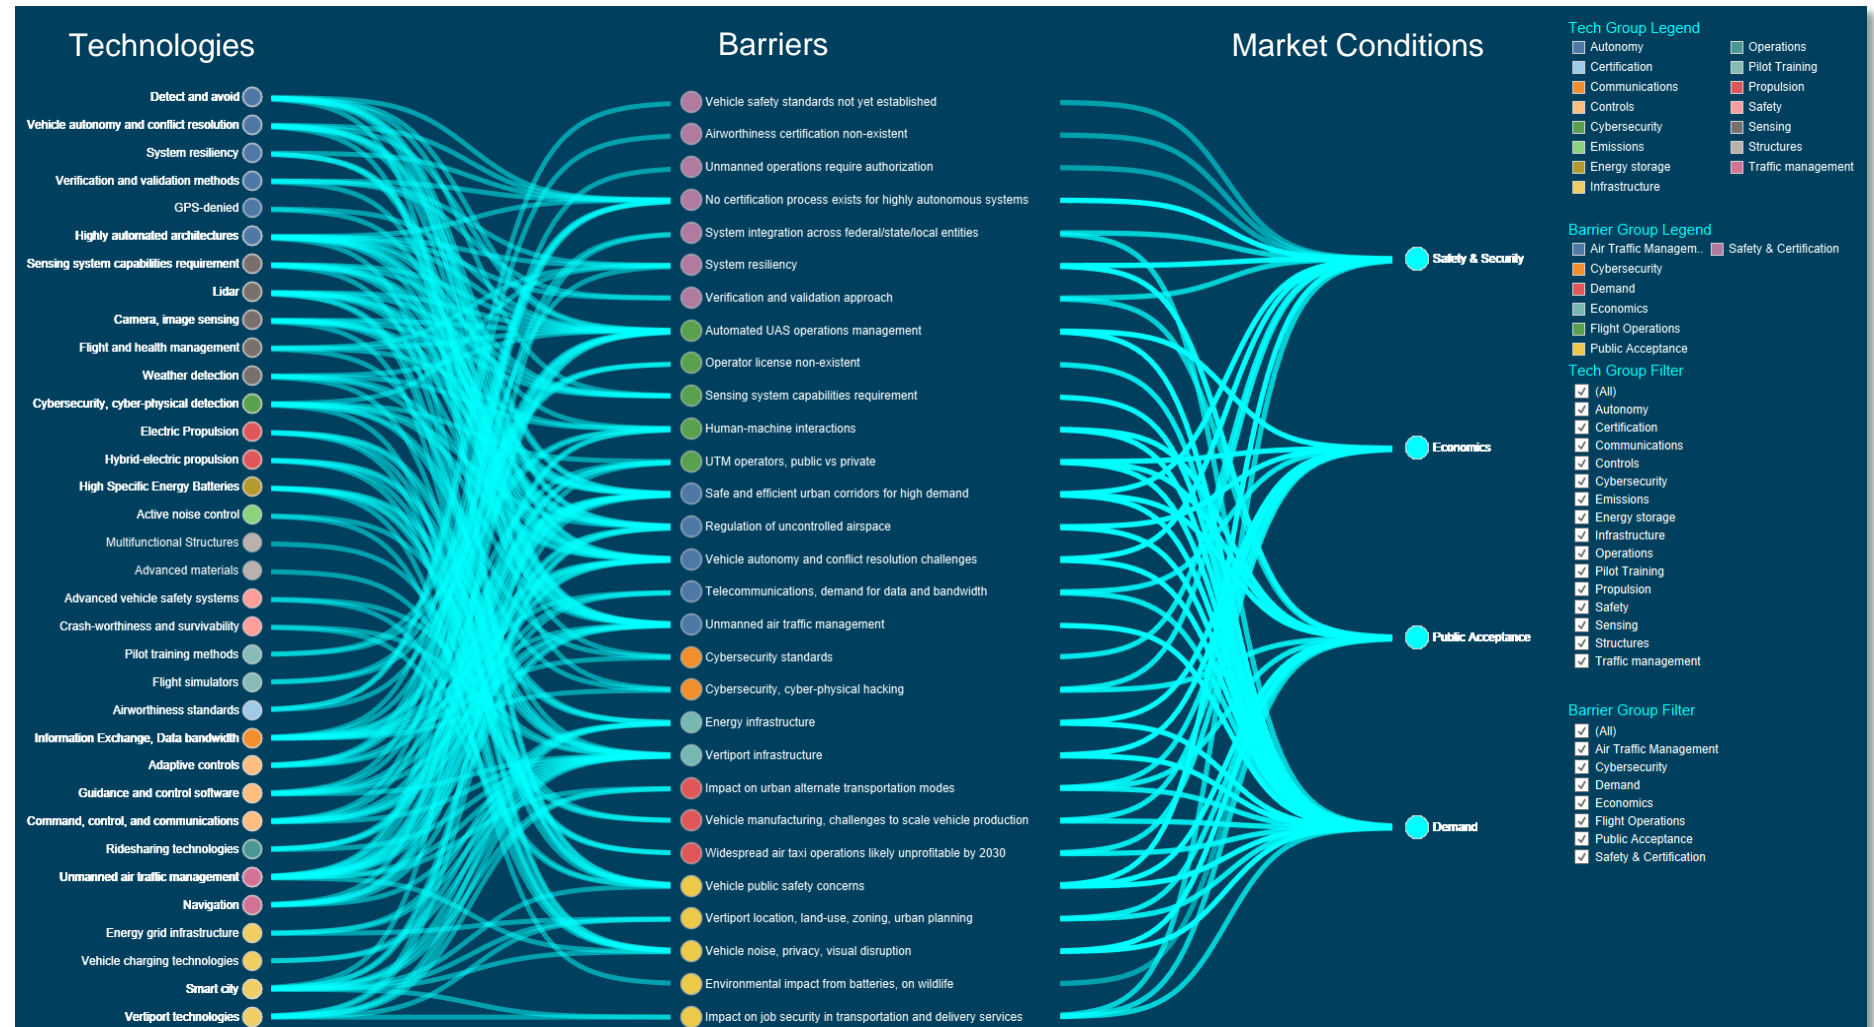 Technologies
Barriers
Market Conditions
Detect and avoid
Vehicle autonomy and conflict resolution
System resiliency
Verification and validation methods
GPS-denied
Highly automated architectures
Sensing system capabilities requirement
Lidar
Camera, image sensing
Flight and health management
Weather detection
Cybersecurity, cyber-physical detection
Electric Propulsion
Hybrid-electric propulsion
High Specific Energy Batteries
Active noise control
Multifunctional Structures
Advanced materials
Advanced vehicle safety systems
Crash-worthiness and survivability
Pilot training methods
Flight simulators
Airworthiness standards
Information Exchange, Data bandwidth
Adaptive controls
Guidance and control software
Command, control, and communications
Ridesharing technologies
Unmanned air traffic management
Navigation
Energy grid infrastructure
Vehicle charging technologies
Smart city
Vertiport technologies
Vehicle safety standards not yet established
Airworthiness certification non-existent
Unmanned operations require authorization
No certification process exists for highly autonomous systems
System integration across federal/state/local entities
System resiliency
Verification and validation approach
Automated UAS operations management
Operator license non-existent
Sensing system capabilities requirement
Human-machine interactions
UTM operators, public vs private
Safe and efficient urban corridors for high demand
Regulation of uncontrolled airspace
Vehicle autonomy and conflict resolution challenges
Telecommunications, demand for data and bandwidth
Unmanned air traffic management
Cybersecurity standards
Cybersecurity, cyber-physical hacking
Energy infrastructure
Vertiport infrastructure
Impact on urban alternate transportation modes
Vehicle manufacturing, challenges to scale vehicle production
Widespread air taxi operations likely unprofitable by 2030
Vehicle public safety concerns
Vertiport location, land-use, zoning, urban planning
Vehicle noise, privacy, visual disruption
Environmental impact from batteries, on wildlife
Impact on job security in transportation and delivery services
Safety & Security
Economics
Public Acceptance
Demand
Tech Group Legend
Autonomy
Certification
Communications
Controls
Cybersecurity
Emissions
Energy storage
Infrastructure
Operations
Pilot Training
Propulsion
Safety
Sensing
Structures
Traffic management
Barrier Group Legend
Air Traffic Managem..
Safety & Certification
Cybersecurity
Demand
Economics
Flight Operations
Public Acceptance
Tech Group Filter
(All)
Autonomy
Certification
Communications
Controls
Cybersecurity
Emissions
Energy storage
Infrastructure
Operations
Pilot Training
Propulsion
Safety
Sensing
Structures
Traffic management
Barrier Group Filter
(All)
Air Traffic Management
Cybersecurity
Demand
Economics
Flight Operations
Public Acceptance
Safety & Certification